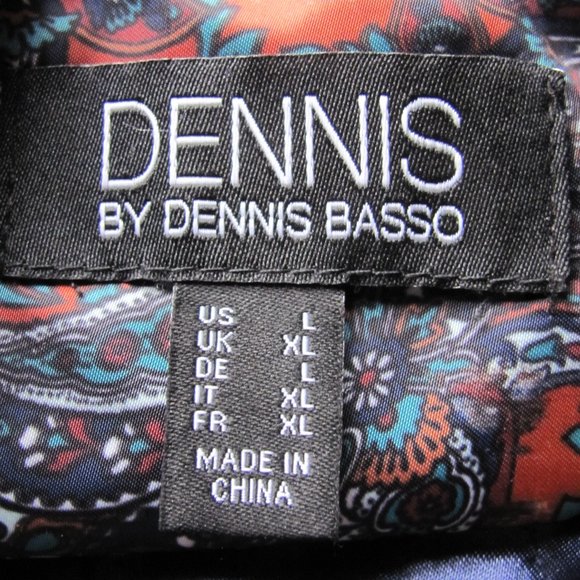 DENNIS
BY DENNIS BASSO
US L
UK XL
DE L
IT XL
FR XL
MADE IN
CHINA